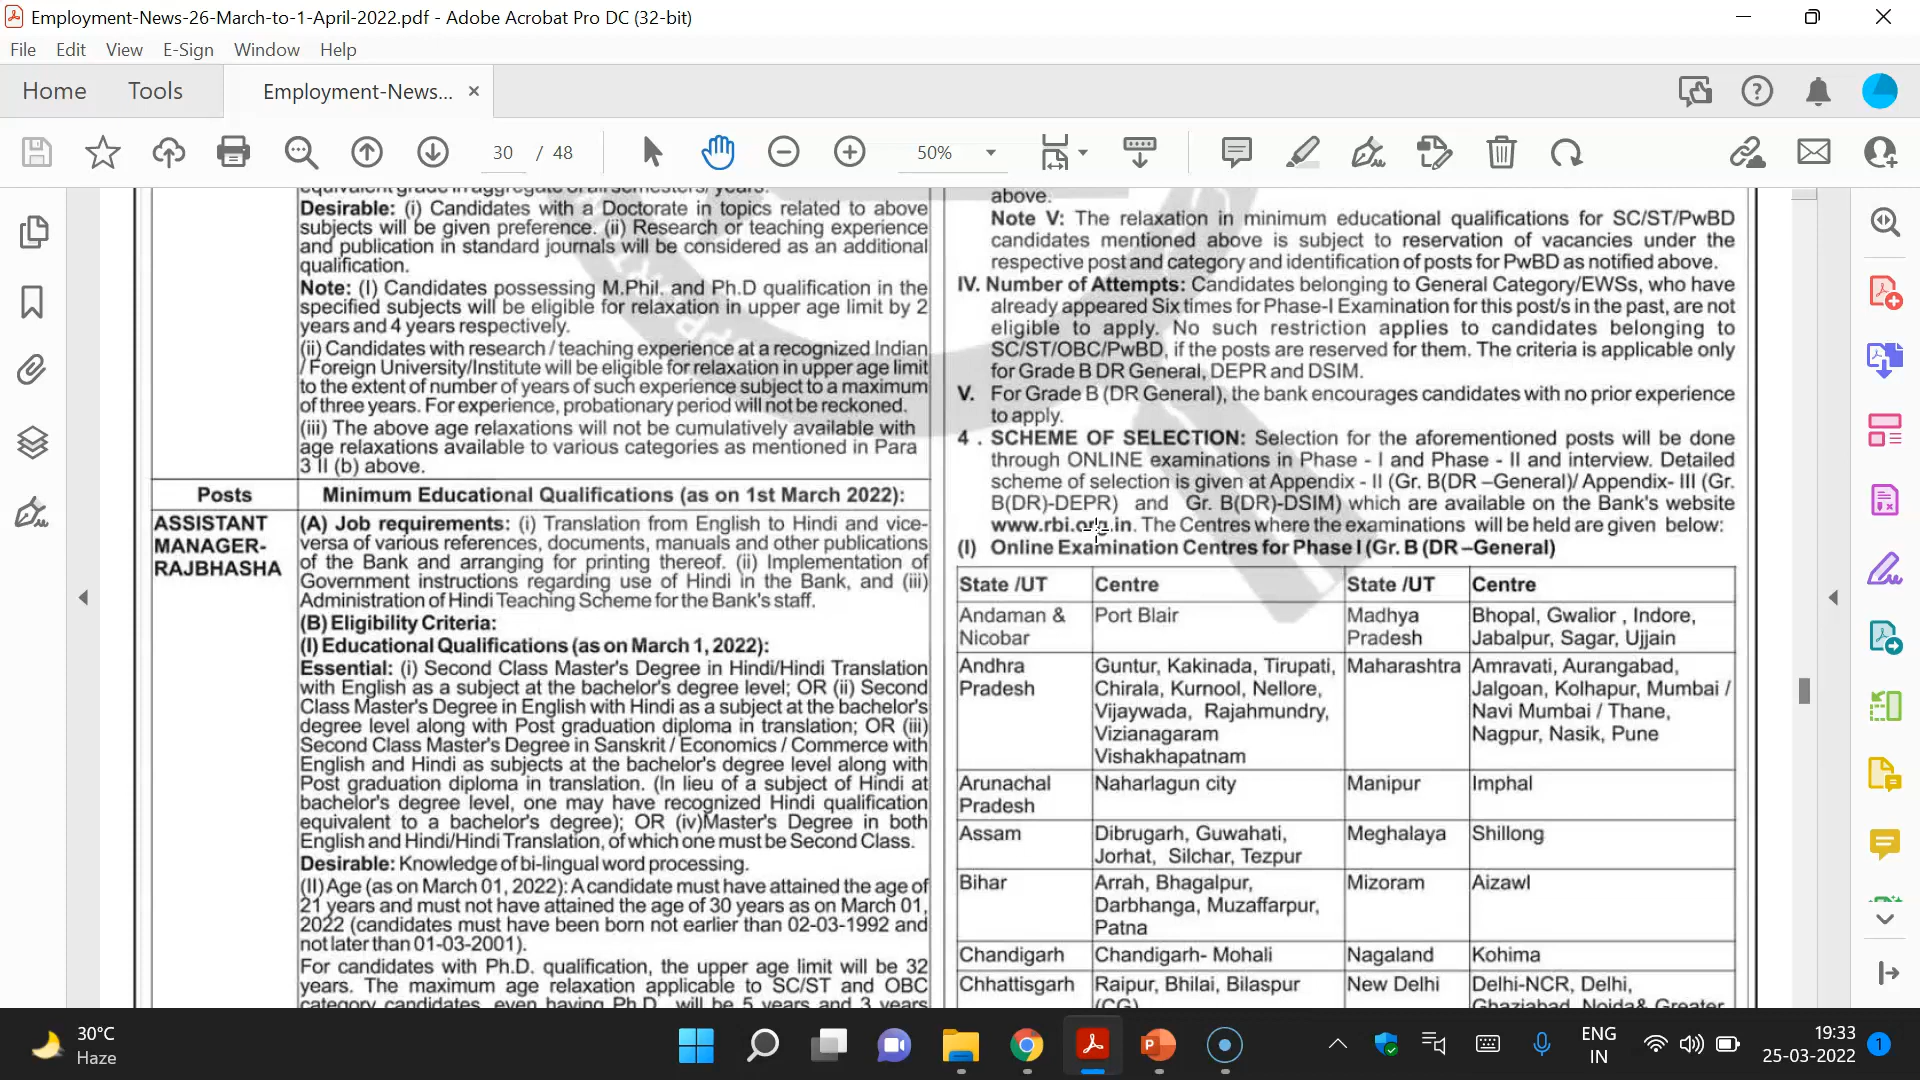 Employment-News-26-March-to-1-April-2022.pdf - Adobe Acrobat Pro DC (32-bit)
File Edit View E-Sign Window Help
Home Tools Employment-News... ×
30 / 48 50%
equivalent grade in aggregate of all semesters/ years.
Desirable: (i) Candidates with a Doctorate in topics related to above
subjects will be given preference. (ii) Research or teaching experience
and publication in standard journals will be considered as an additional
qualification.
Note: (I) Candidates possessing M.Phil. and Ph.D qualification in the
specified subjects will be eligible for relaxation in upper age limit by 2
years and 4 years respectively.
(ii) Candidates with research / teaching experience at a recognized Indian
/ Foreign University/Institute will be eligible for relaxation in upper age limit
to the extent of number of years of such experience subject to a maximum
of three years. For experience, probationary period will not be reckoned.
(iii) The above age relaxations will not be cumulatively available with
age relaxations available to various categories as mentioned in Para
3 II (b) above.
Posts Minimum Educational Qualifications (as on 1st March 2022):
ASSISTANT
MANAGER-
RAJBHASHA
(A) Job requirements: (i) Translation from English to Hindi and vice-
versa of various references, documents, manuals and other publications
of the Bank and arranging for printing thereof. (ii) Implementation of
Government instructions regarding use of Hindi in the Bank, and (iii)
Administration of Hindi Teaching Scheme for the Bank's staff.
(B) Eligibility Criteria:
(I) Educational Qualifications (as on March 1, 2022):
Essential: (i) Second Class Master's Degree in Hindi/Hindi Translation
with English as a subject at the bachelor's degree level; OR (ii) Second
Class Master's Degree in English with Hindi as a subject at the bachelor's
degree level along with Post graduation diploma in translation; OR (iii)
Second Class Master's Degree in Sanskrit / Economics / Commerce with
English and Hindi as subjects at the bachelor's degree level along with
Post graduation diploma in translation. (In lieu of a subject of Hindi at
bachelor's degree level, one may have recognized Hindi qualification
equivalent to a bachelor's degree); OR (iv)Master's Degree in both
English and Hindi/Hindi Translation, of which one must be Second Class.
Desirable: Knowledge of bi-lingual word processing.
(II) Age (as on March 01, 2022): A candidate must have attained the age of
21 years and must not have attained the age of 30 years as on March 01,
2022 (candidates must have been born not earlier than 02-03-1992 and
not later than 01-03-2001).
For candidates with Ph.D. qualification, the upper age limit will be 32
years. The maximum age relaxation applicable to SC/ST and OBC
category candidates, even having Ph.D., will be 5 years and 3 years
above.
Note V: The relaxation in minimum educational qualifications for SC/ST/PwBD
candidates mentioned above is subject to reservation of vacancies under the
respective post and category and identification of posts for PwBD as notified above.
IV. Number of Attempts: Candidates belonging to General Category/EWSs, who have
already appeared Six times for Phase-I Examination for this post/s in the past, are not
eligible to apply. No such restriction applies to candidates belonging to
SC/ST/OBC/PwBD, if the posts are reserved for them. The criteria is applicable only
for Grade B DR General, DEPR and DSIM.
V. For Grade B (DR General), the bank encourages candidates with no prior experience
to apply.
4 . SCHEME OF SELECTION: Selection for the aforementioned posts will be done
through ONLINE examinations in Phase - I and Phase - II and interview. Detailed
scheme of selection is given at Appendix - II (Gr. B(DR –General)/ Appendix- III (Gr.
B(DR)-DEPR) and Gr. B(DR)-DSIM) which are available on the Bank's website
www.rbi.org.in. The Centres where the examinations will be held are given below:
(I) Online Examination Centres for Phase I (Gr. B (DR –General)
State /UT Centre State /UT Centre
Andaman & Port Blair Madhya Bhopal, Gwalior , Indore,
Nicobar Pradesh Jabalpur, Sagar, Ujjain
Andhra Guntur, Kakinada, Tirupati, Maharashtra Amravati, Aurangabad,
Pradesh Chirala, Kurnool, Nellore, Jalgoan, Kolhapur, Mumbai /
Vijaywada, Rajahmundry, Navi Mumbai / Thane,
Vizianagaram Nagpur, Nasik, Pune
Vishakhapatnam
Arunachal Naharlagun city Manipur Imphal
Pradesh
Assam Dibrugarh, Guwahati, Meghalaya Shillong
Jorhat, Silchar, Tezpur
Bihar Arrah, Bhagalpur, Mizoram Aizawl
Darbhanga, Muzaffarpur,
Patna
Chandigarh Chandigarh- Mohali Nagaland Kohima
Chhattisgarh Raipur, Bhilai, Bilaspur New Delhi Delhi-NCR, Delhi,
(CG) Ghaziabad, Noida& Greater
30°C
Haze
ENG
IN
19:33
25-03-2022
1